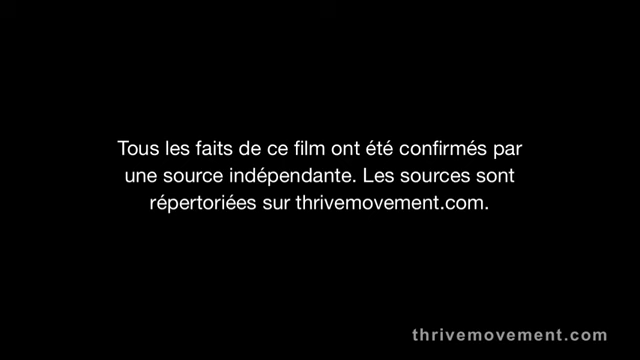 Tous les faits de ce film ont été confirmés par
une source indépendante. Les sources sont
répertoriées sur thrivemovement.com.
thrivemovement.com